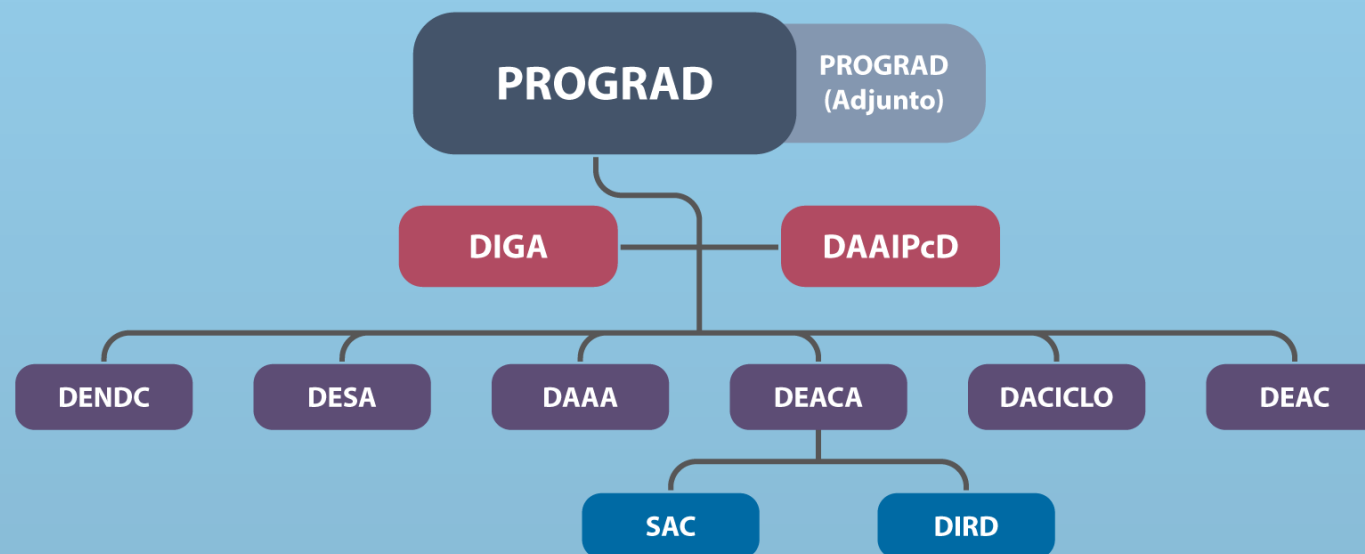 PROGRAD
PROGRAD
(Adjunto)
DIGA
DAAIPcD
DENDC
DESA
DAAA
DEACA
DACICLO
DEAC
SAC
DIRD